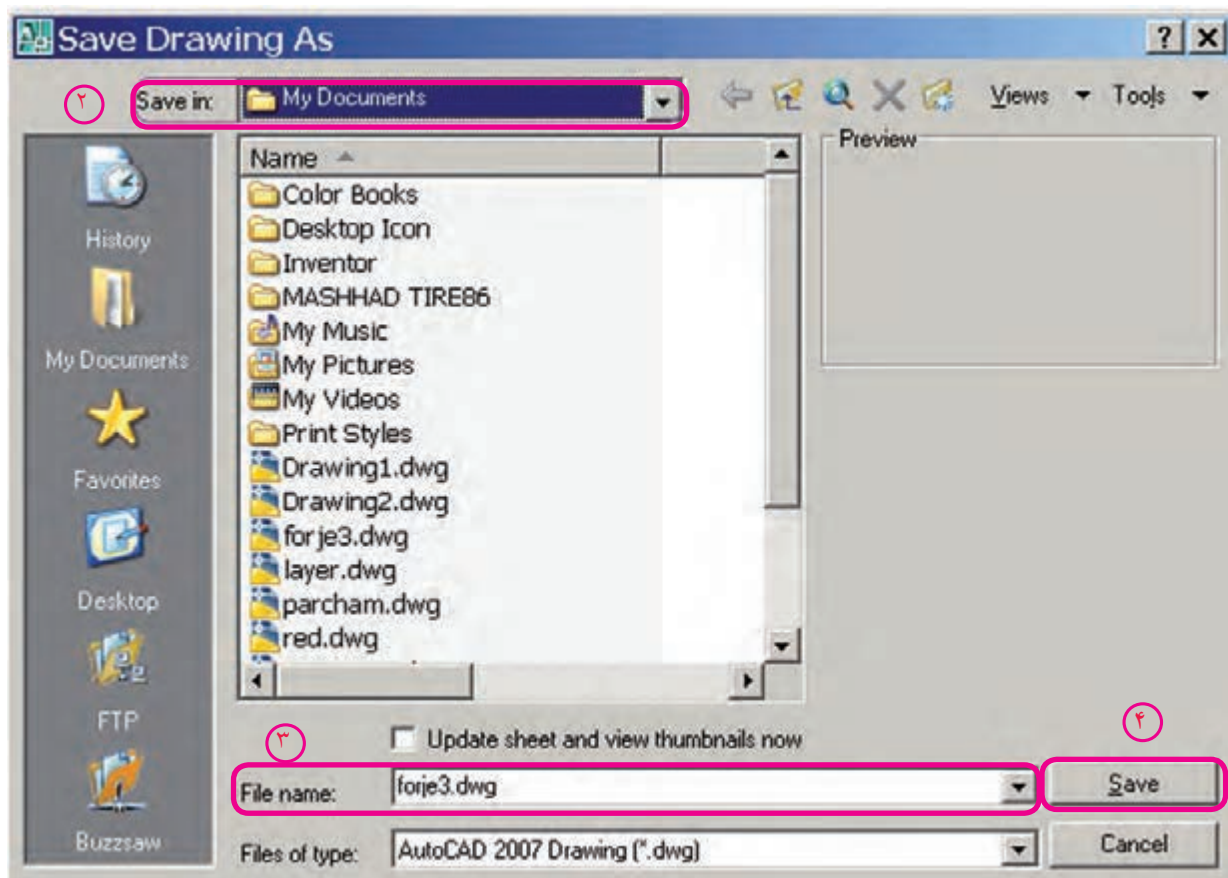 Save Drawing As
۲
Save in:
My Documents
Views
Tools
History
My Documents
Favorites
Desktop
FTP
Buzzsaw
Name
Color Books
Desktop Icon
Inventor
MASHHAD TIRE86
My Music
My Pictures
My Videos
Print Styles
Drawing1.dwg
Drawing2.dwg
forje3.dwg
layer.dwg
parcham.dwg
red.dwg
Preview
Update sheet and view thumbnails now
۳
File name:
forje3.dwg
۴
Save
Files of type:
AutoCAD 2007 Drawing (*.dwg)
Cancel